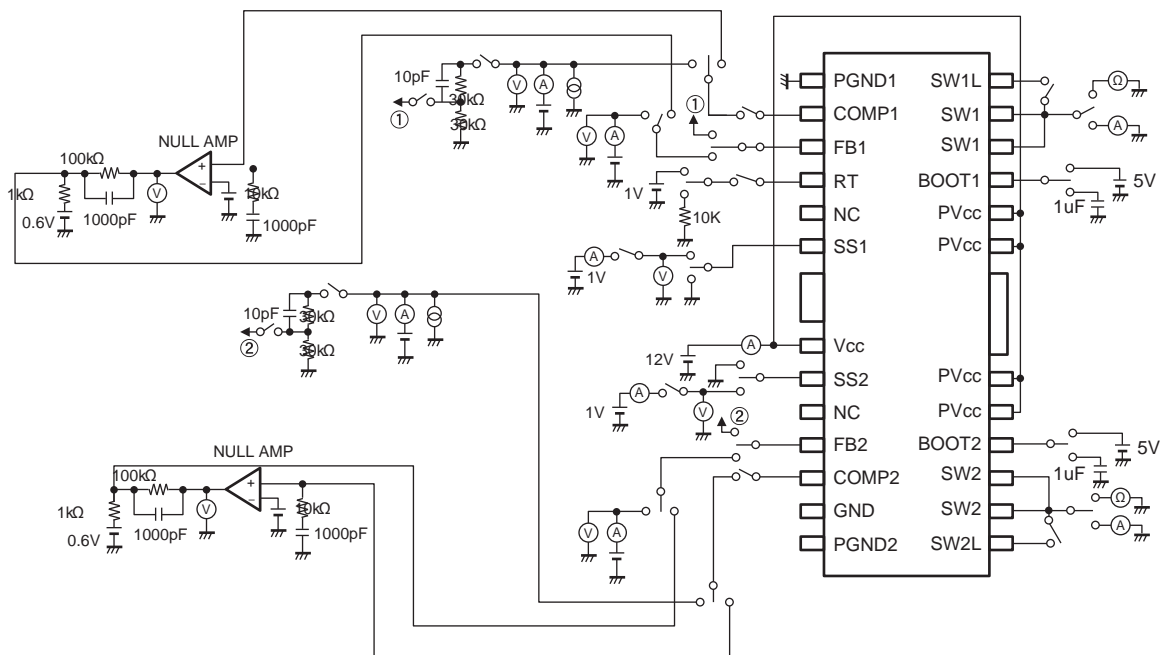 10pF
30kΩ
30kΩ
①
V
A
①
PGND1
COMP1
FB1
RT
NC
SS1
Vcc
SS2
NC
FB2
COMP2
GND
PGND2
SW1L
SW1
SW1
BOOT1
PVcc
PVcc
PVcc
PVcc
BOOT2
SW2
SW2
SW2L
Ω
A
5V
1uF
V
A
1V
10K
NULL AMP
100kΩ
1kΩ
0.6V
1000pF
V
+
−
10kΩ
1000pF
A
1V
V
10pF
30kΩ
30kΩ
②
V
A
12V
A
A
1V
V
②
5V
1uF
Ω
A
NULL AMP
100kΩ
1kΩ
0.6V
1000pF
V
+
−
10kΩ
1000pF
V
A